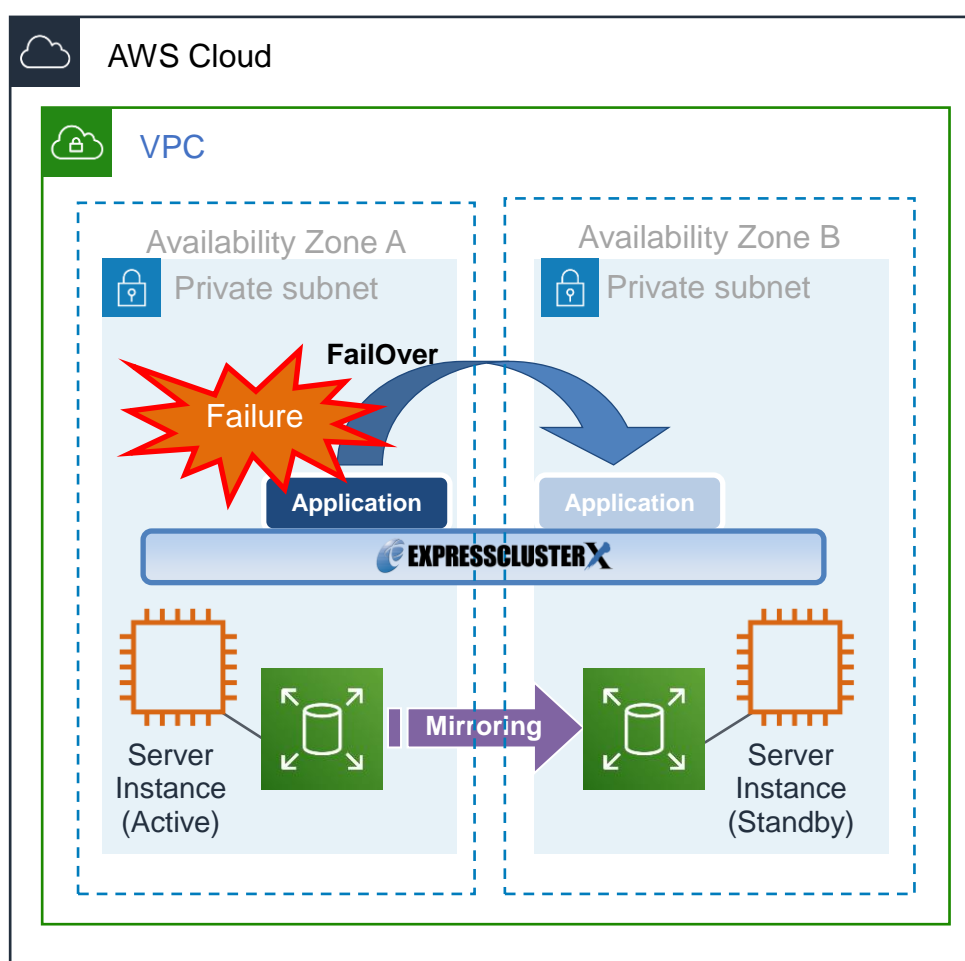 AWS Cloud
VPC
Availability Zone A
Availability Zone B
Private subnet
Private subnet
FailOver
Failure
Application
Application
EXPRESSCLUSTER X
Mirroring
Server
Instance
(Active)
Server
Instance
(Standby)